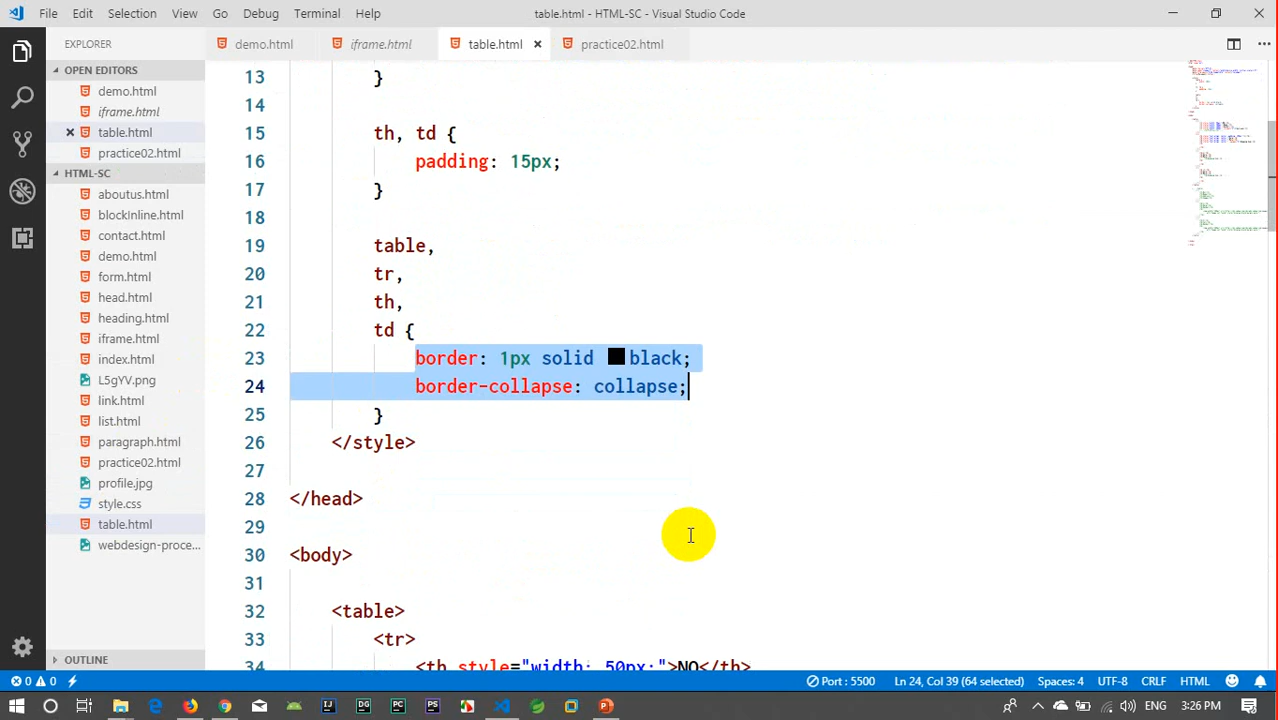 File Edit Selection View Go Debug Terminal Help
table.html - HTML-SC - Visual Studio Code
EXPLORER
demo.html
iframe.html
table.html
practice02.html
OPEN EDITORS
demo.html
iframe.html
table.html
practice02.html
HTML-SC
aboutus.html
blockInline.html
contact.html
demo.html
form.html
head.html
heading.html
iframe.html
index.html
L5gYV.png
link.html
list.html
paragraph.html
practice02.html
profile.jpg
style.css
table.html
webdesign-proce...
OUTLINE
13 }
14
15 th, td {
16 padding: 15px;
17 }
18
19 table,
20 tr,
21 th,
22 td {
23 border: 1px solid black;
24 border-collapse: collapse;
25 }
26 </style>
27
28 </head>
29
30 <body>
31
32 <table>
33 <tr>
34 <th style="width: 50px;">NO</th>
0 0
Port : 5500
Ln 24, Col 39 (64 selected)
Spaces: 4
UTF-8
CRLF
HTML
IJ
DG
PC
PS
ENG
3:26 PM